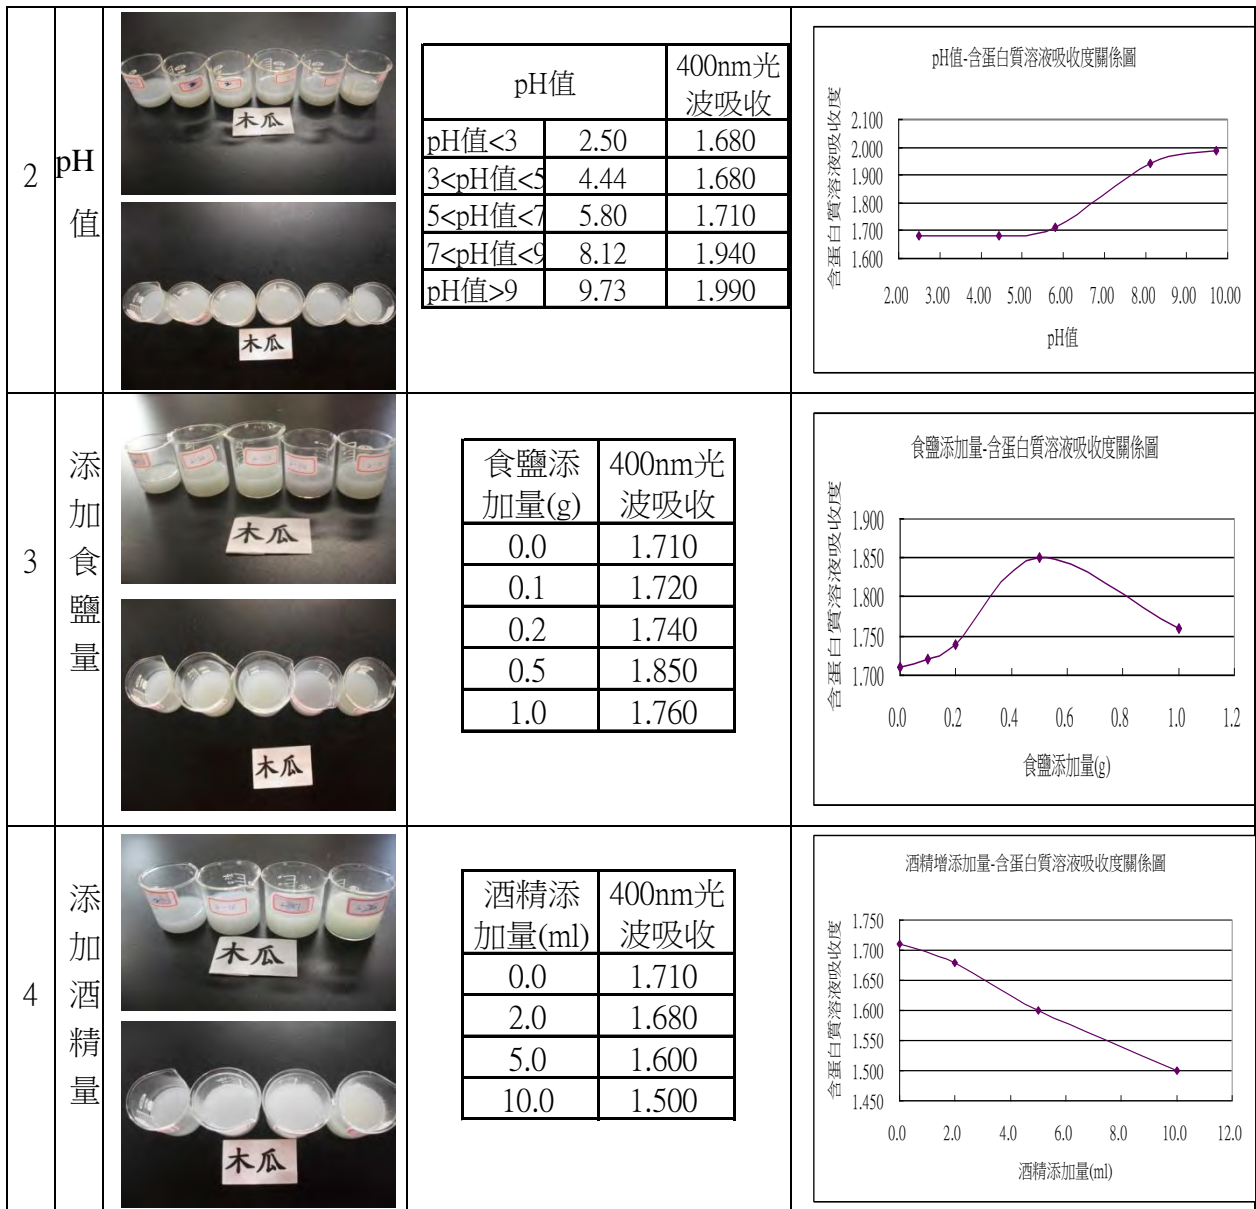 2
pH
值
木瓜
木瓜
pH值 400nm光
波吸收
pH值<3 2.50 1.680
3<pH值<5 4.44 1.680
5<pH值<7 5.80 1.710
7<pH值<9 8.12 1.940
pH值>9 9.73 1.990
pH值-含蛋白質溶液吸收度關係圖
含蛋白質溶液吸收度
2.100
2.000
1.900
1.800
1.700
1.600
2.00 3.00 4.00 5.00 6.00 7.00 8.00 9.00 10.00
pH值
3
添
加
食
鹽
量
木瓜
木瓜
食鹽添 400nm光
加量(g) 波吸收
0.0 1.710
0.1 1.720
0.2 1.740
0.5 1.850
1.0 1.760
食鹽添加量-含蛋白質溶液吸收度關係圖
含蛋白質溶液吸收度
1.900
1.850
1.800
1.750
1.700
0.0 0.2 0.4 0.6 0.8 1.0 1.2
食鹽添加量(g)
4
添
加
酒
精
量
木瓜
木瓜
酒精添 400nm光
加量(ml) 波吸收
0.0 1.710
2.0 1.680
5.0 1.600
10.0 1.500
酒精增添加量-含蛋白質溶液吸收度關係圖
含蛋白質溶液吸收度
1.750
1.700
1.650
1.600
1.550
1.500
1.450
0.0 2.0 4.0 6.0 8.0 10.0 12.0
酒精添加量(ml)